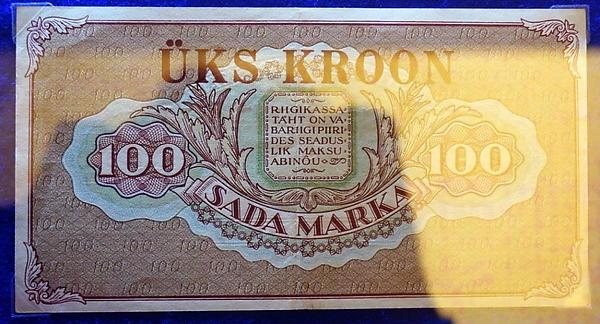 ÜKS KROON
RIIGIKASSA-
TÄHT ON VA-
BARIIGI PIIRI-
DES SEADUS-
LIK MAKSU-
ABINÕU
100
100
SADA MARKA